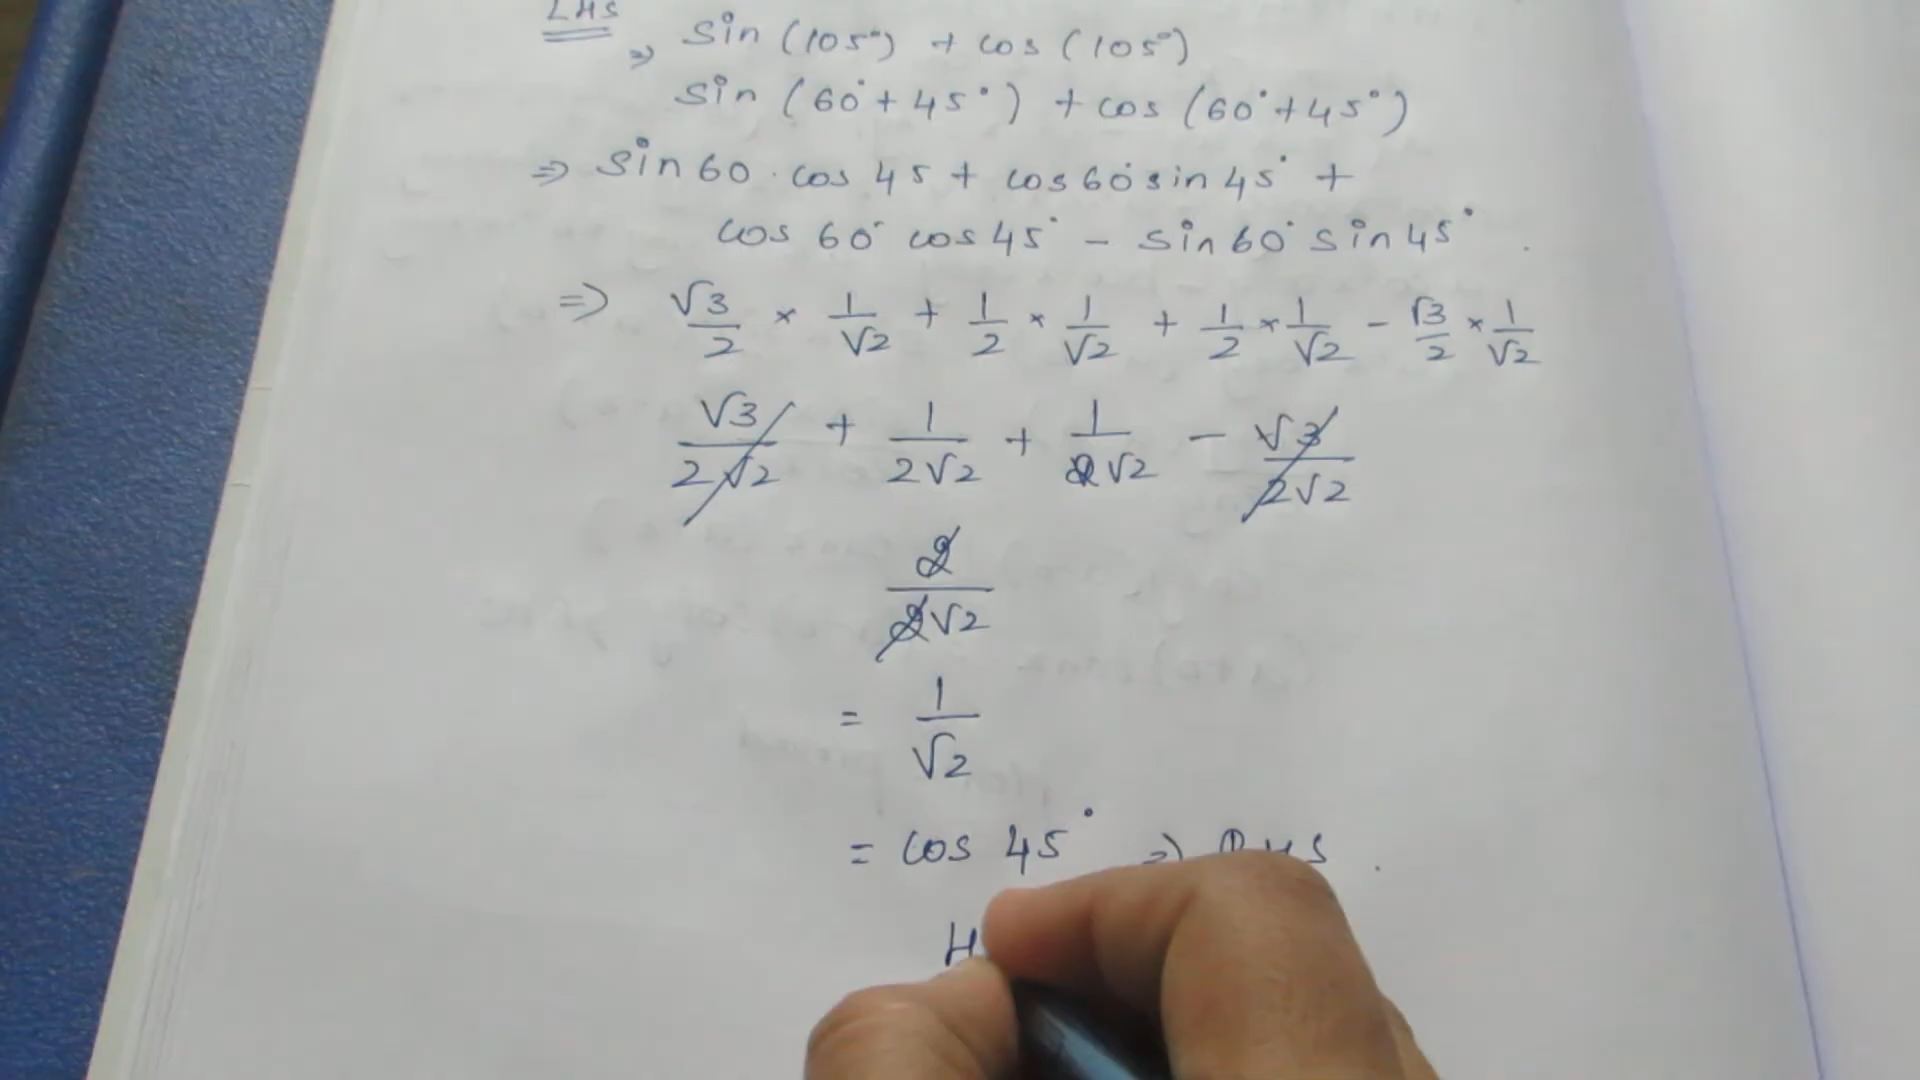 LHS
⇒ sin (105°) + cos (105°)
sin (60° + 45°) + cos (60° + 45°)
⇒ sin 60 · cos 45 + cos 60° sin 45° +
cos 60° cos 45° − sin 60° sin 45°
⇒ √3/2 × 1/√2 + 1/2 × 1/√2 + 1/2 × 1/√2 − √3/2 × 1/√2
√3/2√2 + 1/2√2 + 1/2√2 − √3/2√2
2/2√2
= 1/√2
= cos 45° ⇒ RHS.
H